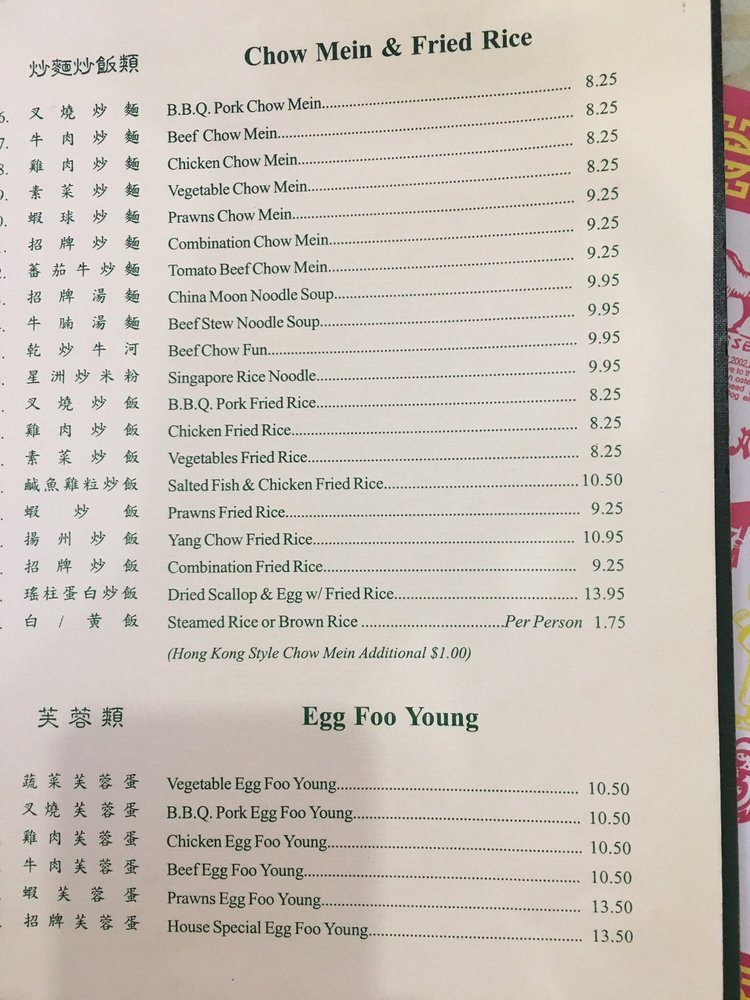 炒麵炒飯類 Chow Mein & Fried Rice
6. 叉燒炒麵 B.B.Q. Pork Chow Mein 8.25
7. 牛肉炒麵 Beef Chow Mein 8.25
8. 雞肉炒麵 Chicken Chow Mein 8.25
9. 素菜炒麵 Vegetable Chow Mein 8.25
0. 蝦球炒麵 Prawns Chow Mein 9.25
招牌炒麵 Combination Chow Mein 9.25
蕃茄牛炒麵 Tomato Beef Chow Mein 9.25
招牌湯麵 China Moon Noodle Soup 9.95
牛腩湯麵 Beef Stew Noodle Soup 9.95
乾炒牛河 Beef Chow Fun 9.95
星洲炒米粉 Singapore Rice Noodle 9.95
叉燒炒飯 B.B.Q. Pork Fried Rice 8.25
雞肉炒飯 Chicken Fried Rice 8.25
素菜炒飯 Vegetables Fried Rice 8.25
鹹魚雞粒炒飯 Salted Fish & Chicken Fried Rice 10.50
蝦炒飯 Prawns Fried Rice 9.25
揚州炒飯 Yang Chow Fried Rice 10.95
招牌炒飯 Combination Fried Rice 9.25
瑤柱蛋白炒飯 Dried Scallop & Egg w/ Fried Rice 13.95
白/黃飯 Steamed Rice or Brown Rice Per Person 1.75
(Hong Kong Style Chow Mein Additional $1.00)
芙蓉類 Egg Foo Young
蔬菜芙蓉蛋 Vegetable Egg Foo Young 10.50
叉燒芙蓉蛋 B.B.Q. Pork Egg Foo Young 10.50
雞肉芙蓉蛋 Chicken Egg Foo Young 10.50
牛肉芙蓉蛋 Beef Egg Foo Young 10.50
蝦芙蓉蛋 Prawns Egg Foo Young 13.50
招牌芙蓉蛋 House Special Egg Foo Young 13.50